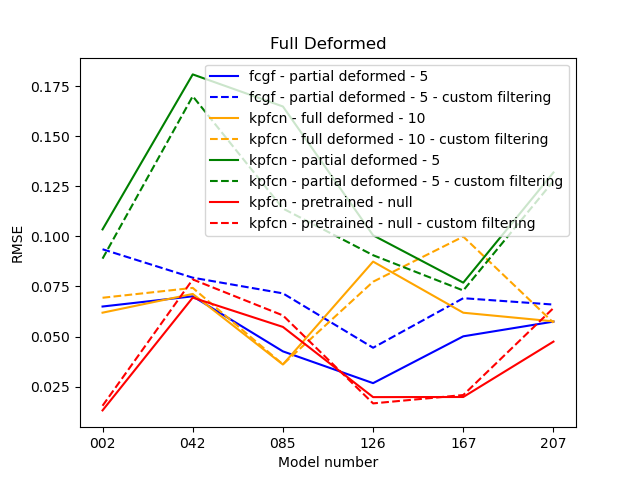 Full Deformed
fcgf - partial deformed - 5
fcgf - partial deformed - 5 - custom filtering
kpfcn - full deformed - 10
kpfcn - full deformed - 10 - custom filtering
kpfcn - partial deformed - 5
kpfcn - partial deformed - 5 - custom filtering
kpfcn - pretrained - null
kpfcn - pretrained - null - custom filtering
RMSE
0.175
0.150
0.125
0.100
0.075
0.050
0.025
002 042 085 126 167 207
Model number